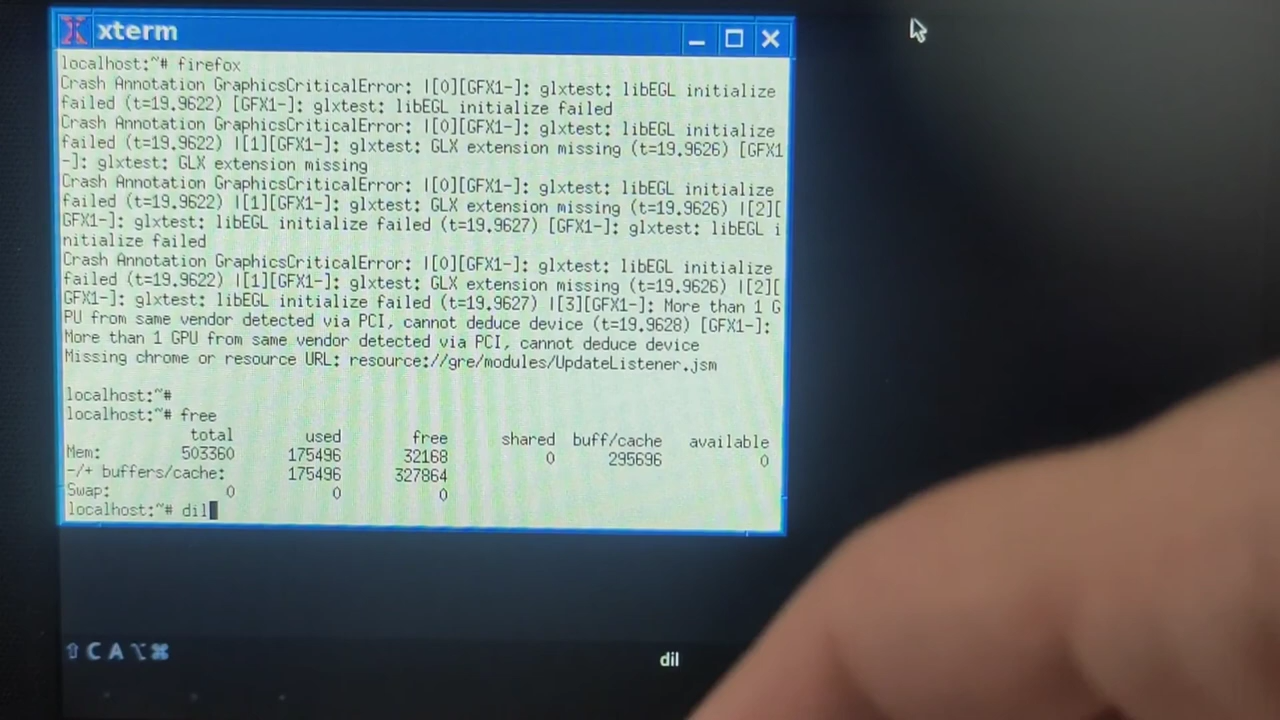 xterm
localhost:~# firefox
Crash Annotation GraphicsCriticalError: |[0][GFX1-]: glxtest: libEGL initialize
failed (t=19.9622) [GFX1-]: glxtest: libEGL initialize failed
Crash Annotation GraphicsCriticalError: |[0][GFX1-]: glxtest: libEGL initialize
failed (t=19.9622) |[1][GFX1-]: glxtest: GLX extension missing (t=19.9626) [GFX1
-]: glxtest: GLX extension missing
Crash Annotation GraphicsCriticalError: |[0][GFX1-]: glxtest: libEGL initialize
failed (t=19.9622) |[1][GFX1-]: glxtest: GLX extension missing (t=19.9626) |[2][
GFX1-]: glxtest: libEGL initialize failed (t=19.9627) [GFX1-]: glxtest: libEGL i
nitialize failed
Crash Annotation GraphicsCriticalError: |[0][GFX1-]: glxtest: libEGL initialize
failed (t=19.9622) |[1][GFX1-]: glxtest: GLX extension missing (t=19.9626) |[2][
GFX1-]: glxtest: libEGL initialize failed (t=19.9627) |[3][GFX1-]: More than 1 G
PU from same vendor detected via PCI, cannot deduce device (t=19.9628) [GFX1-]:
More than 1 GPU from same vendor detected via PCI, cannot deduce device
Missing chrome or resource URL: resource://gre/modules/UpdateListener.jsm
localhost:~#
localhost:~# free
total used free shared buff/cache available
Mem: 503360 175496 32168 0 295696 0
-/+ buffers/cache: 175496 327864
Swap: 0 0 0
localhost:~# dil
⇧ C A ⌥ ⌘
dil